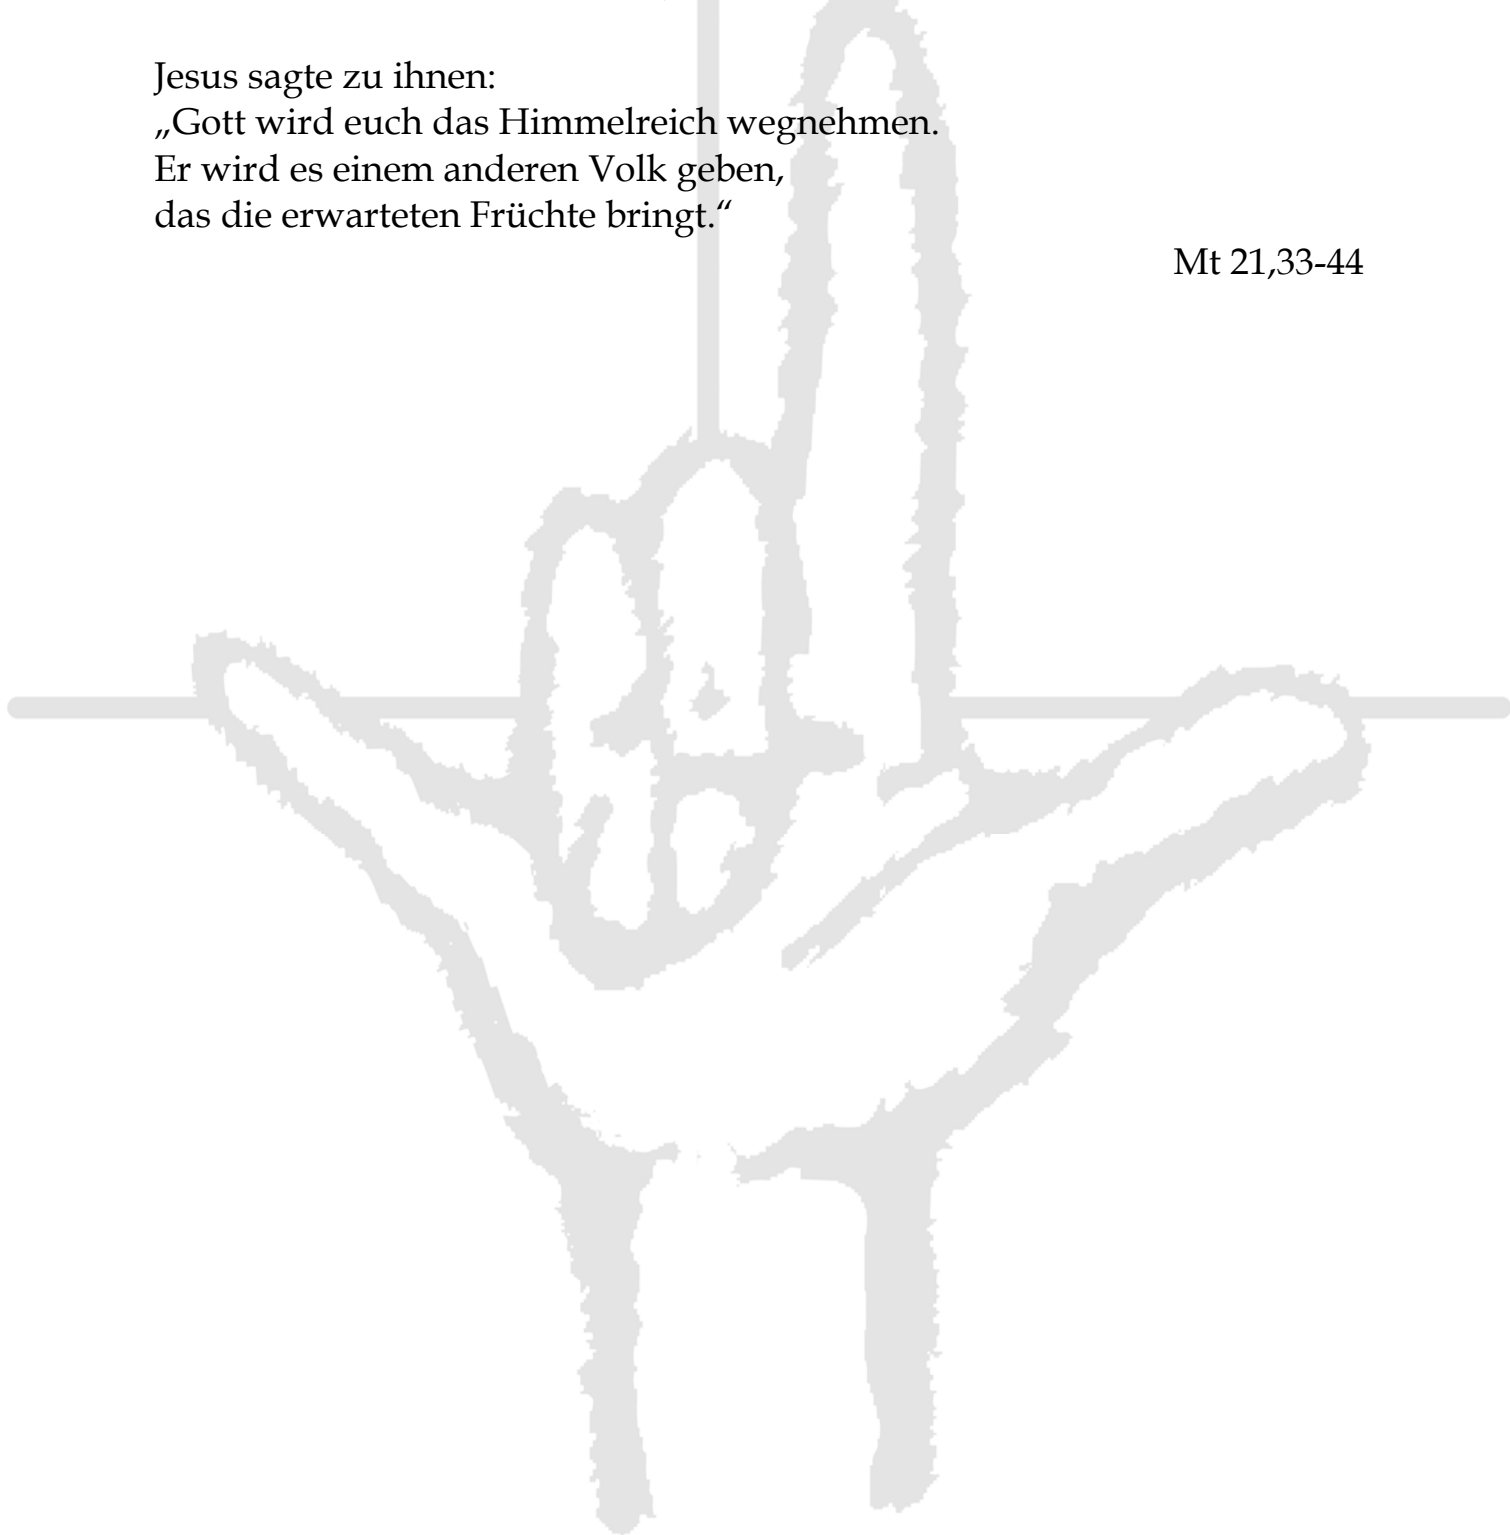 Jesus sagte zu ihnen:
„Gott wird euch das Himmelreich wegnehmen.
Er wird es einem anderen Volk geben,
das die erwarteten Früchte bringt.“
Mt 21,33-44